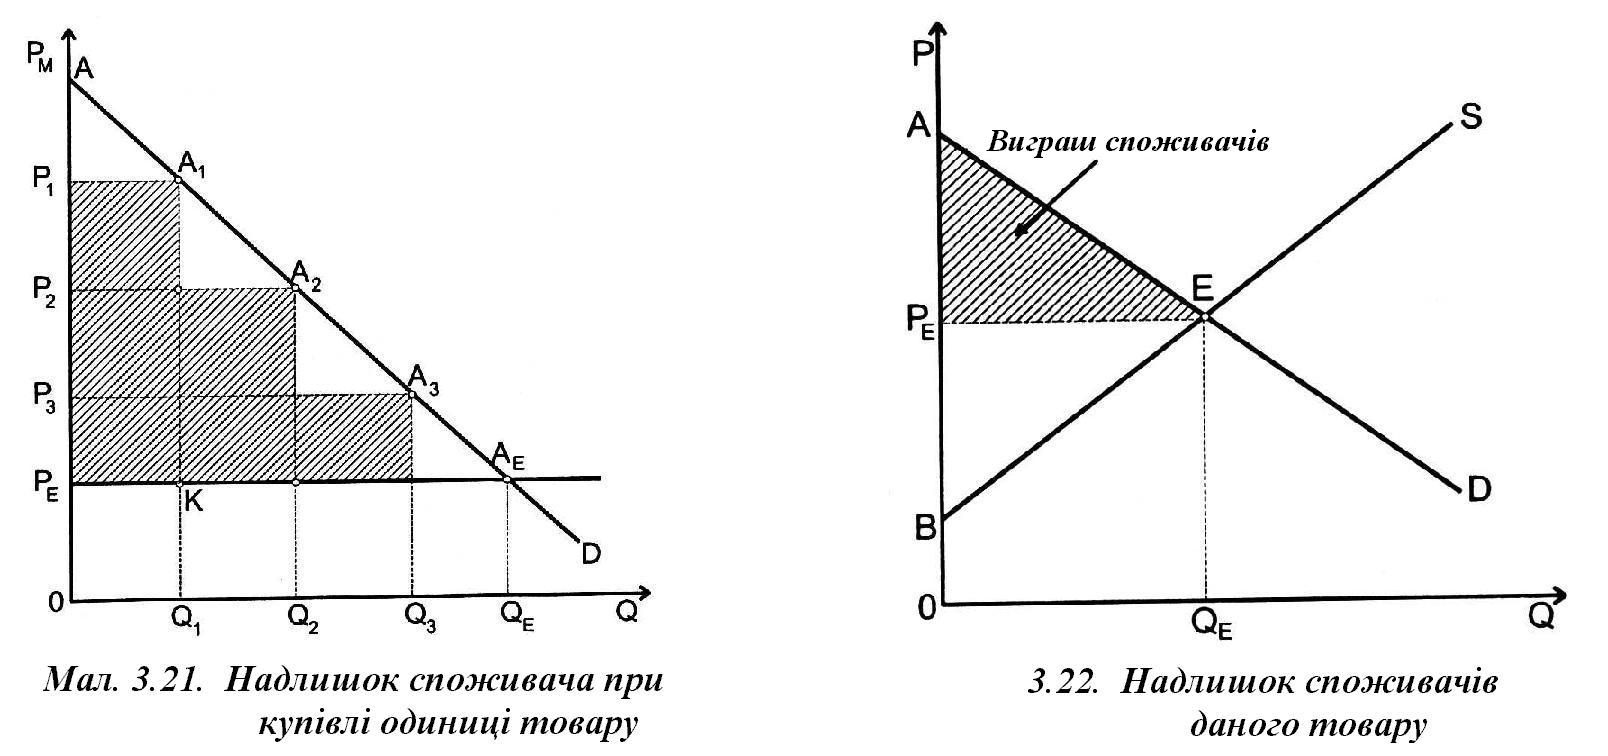 P_M
A
A_1
P_1
A_2
P_2
A_3
P_3
A_E
P_E
K
D
0
Q_1
Q_2
Q_3
Q_E
Q
Мал. 3.21. Надлишок споживача при
купівлі одиниці товару
P
A
Виграш споживачів
S
E
P_E
D
B
0
Q_E
Q
3.22. Надлишок споживачів
даного товару